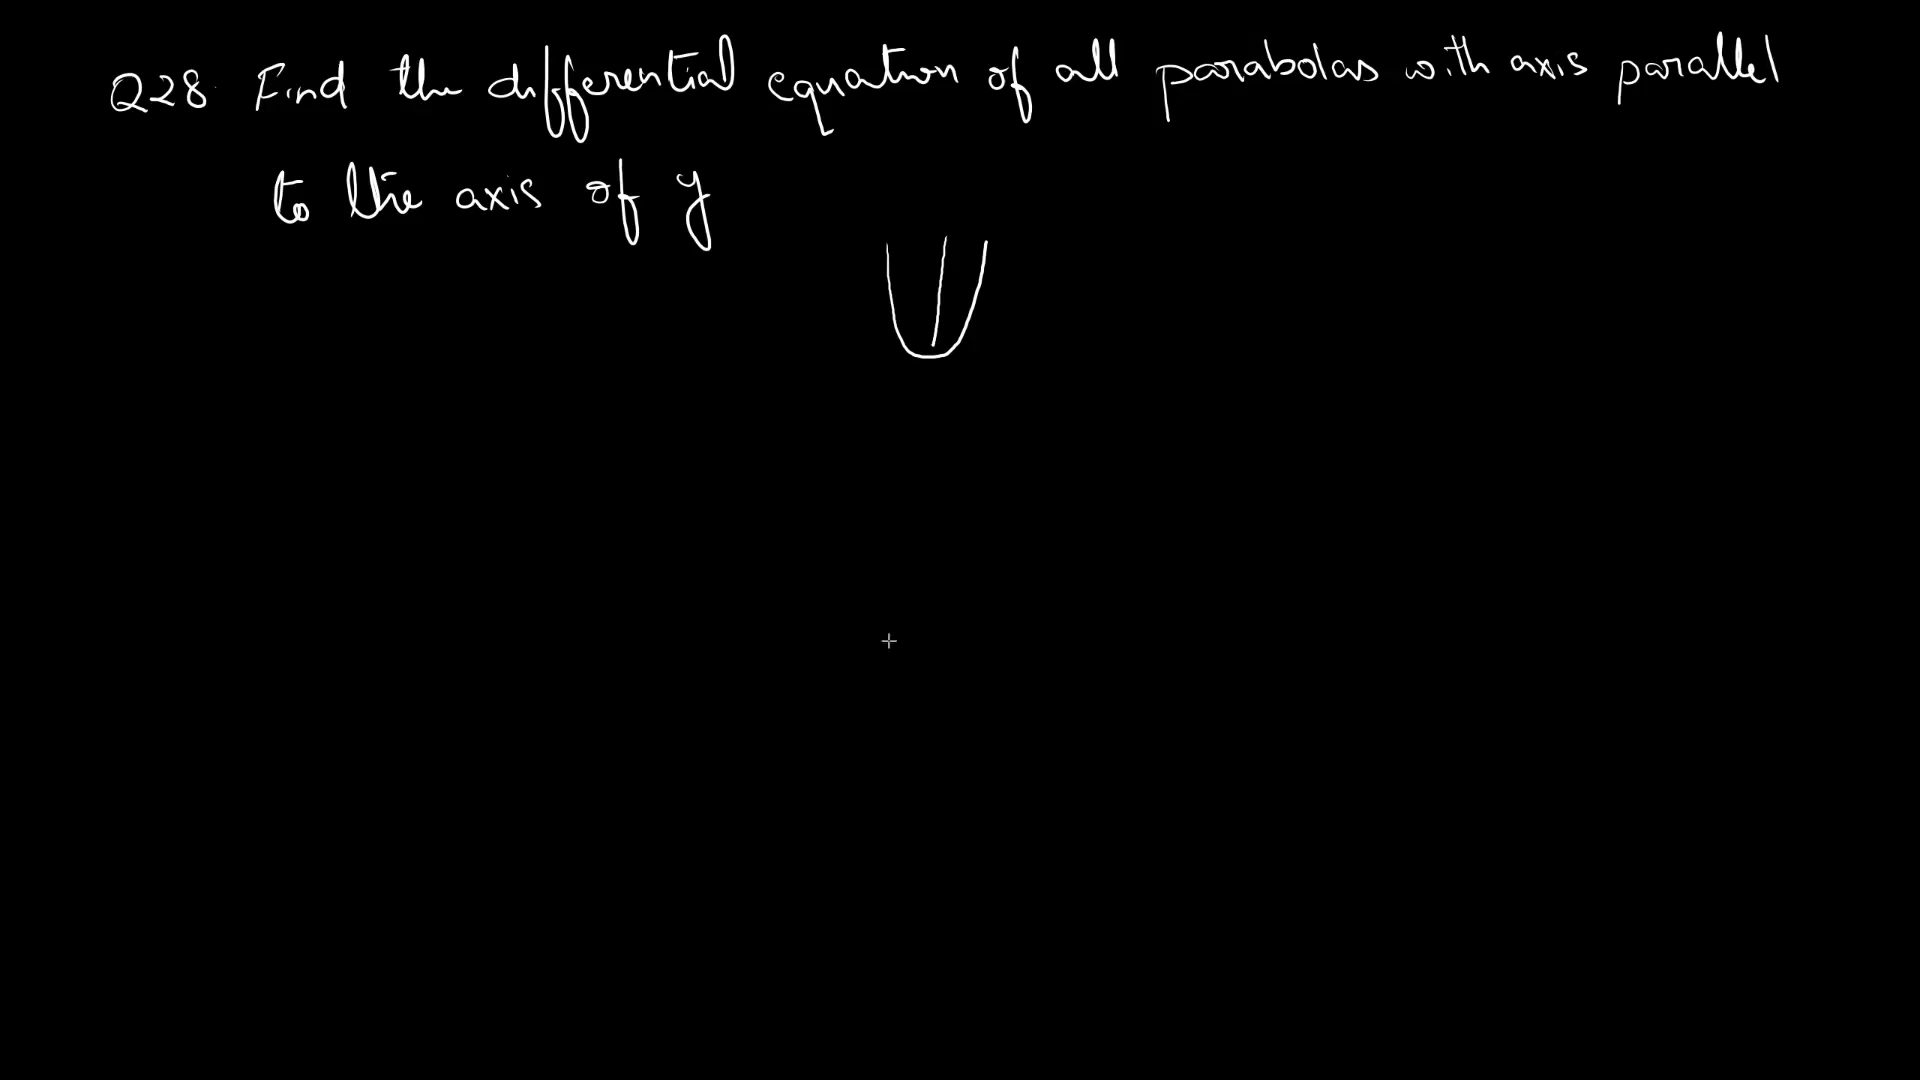 Q28. Find the differential equation of all parabolas with axis parallel
to the axis of y